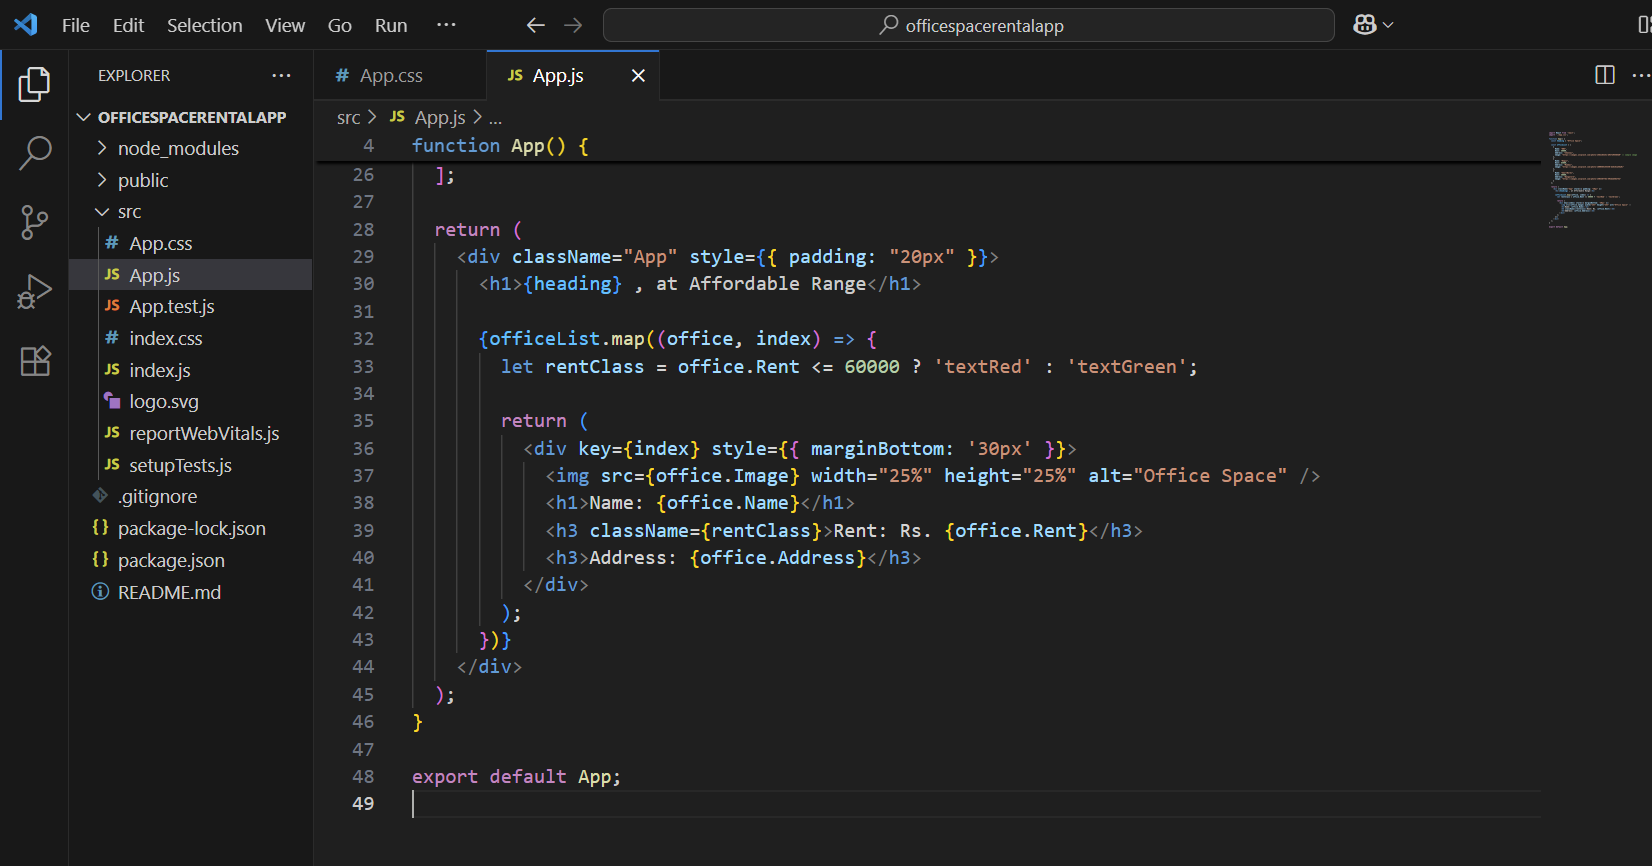 File Edit Selection View Go Run ···
officespacerentalapp
EXPLORER
OFFICESPACERENTALAPP
node_modules
public
src
# App.css
JS App.js
JS App.test.js
# index.css
JS index.js
logo.svg
JS reportWebVitals.js
JS setupTests.js
.gitignore
{} package-lock.json
{} package.json
README.md
# App.css
JS App.js
src > JS App.js > ...
4 function App() {
26 ];
27
28 return (
29 <div className="App" style={{ padding: "20px" }}>
30 <h1>{heading} , at Affordable Range</h1>
31
32 {officeList.map((office, index) => {
33 let rentClass = office.Rent <= 60000 ? 'textRed' : 'textGreen';
34
35 return (
36 <div key={index} style={{ marginBottom: '30px' }}>
37 <img src={office.Image} width="25%" height="25%" alt="Office Space" />
38 <h1>Name: {office.Name}</h1>
39 <h3 className={rentClass}>Rent: Rs. {office.Rent}</h3>
40 <h3>Address: {office.Address}</h3>
41 </div>
42 );
43 })}
44 </div>
45 );
46 }
47
48 export default App;
49